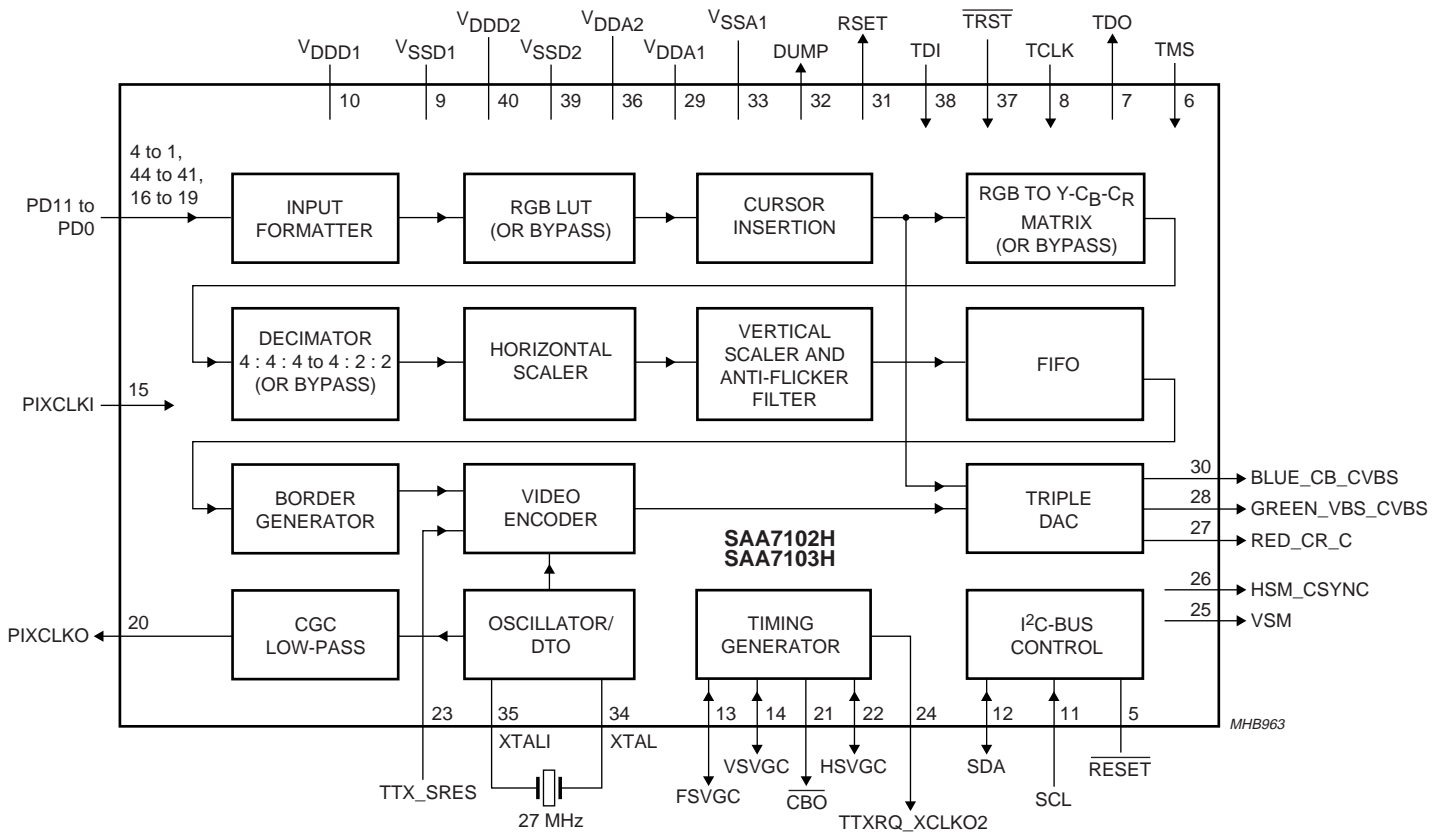 VDDD1
VSSD1
VDDD2
VSSD2
VDDA2
VDDA1
VSSA1
DUMP
RSET
TDI
TRST
TCLK
TDO
TMS
10
9
40
39
36
29
33
32
31
38
37
8
7
6
4 to 1,
44 to 41,
16 to 19
PD11 to
PD0
INPUT
FORMATTER
RGB LUT
(OR BYPASS)
CURSOR
INSERTION
RGB TO Y-CB-CR
MATRIX
(OR BYPASS)
DECIMATOR
4 : 4 : 4 to 4 : 2 : 2
(OR BYPASS)
HORIZONTAL
SCALER
VERTICAL
SCALER AND
ANTI-FLICKER
FILTER
FIFO
PIXCLKI
15
BORDER
GENERATOR
VIDEO
ENCODER
TRIPLE
DAC
30
BLUE_CB_CVBS
28
GREEN_VBS_CVBS
27
RED_CR_C
SAA7102H
SAA7103H
26
HSM_CSYNC
25
VSM
PIXCLKO
20
CGC
LOW-PASS
OSCILLATOR/
DTO
TIMING
GENERATOR
I2C-BUS
CONTROL
23
35
34
13
14
21
22
24
12
11
5
MHB963
XTALI
XTAL
TTX_SRES
27 MHz
FSVGC
VSVGC
CBO
HSVGC
TTXRQ_XCLKO2
SDA
SCL
RESET